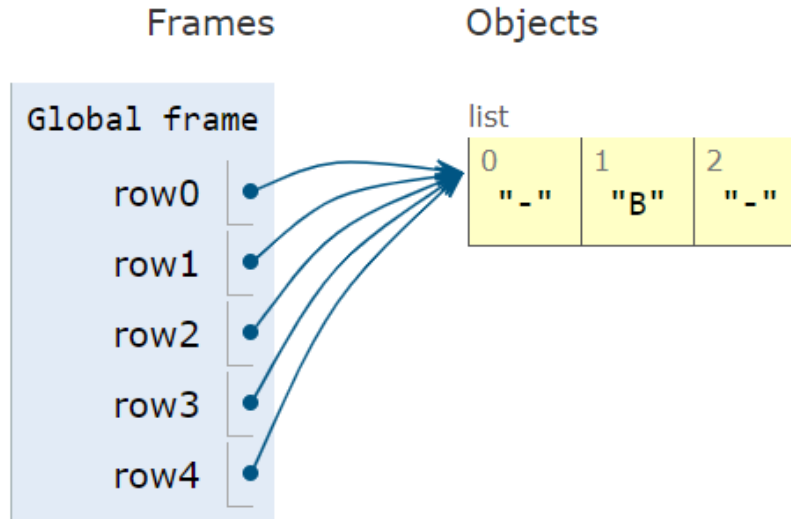 Frames Objects
Global frame
list
row0
row1
row2
row3
row4
0 1 2
"-" "B" "-"